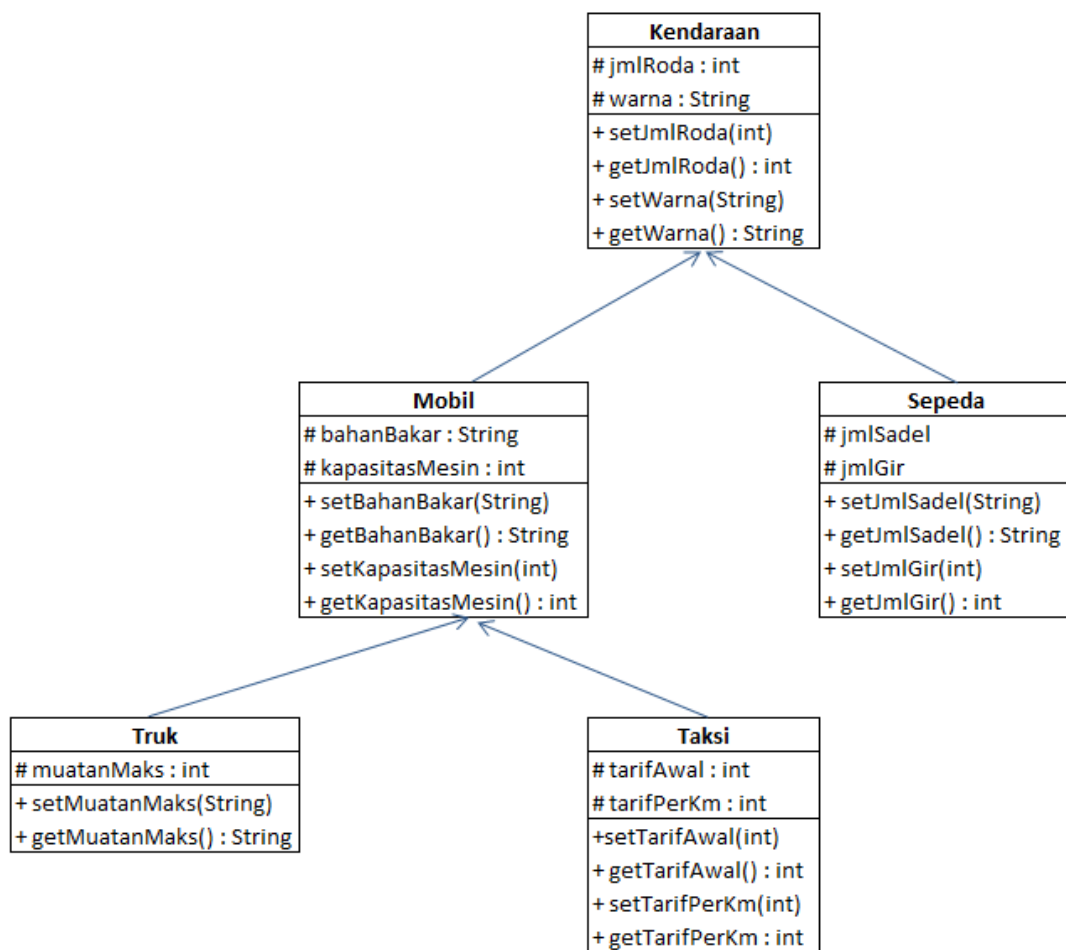 Kendaraan
# jmlRoda : int
# warna : String
+ setJmlRoda(int)
+ getJmlRoda() : int
+ setWarna(String)
+ getWarna() : String
Mobil
# bahanBakar : String
# kapasitasMesin : int
+ setBahanBakar(String)
+ getBahanBakar() : String
+ setKapasitasMesin(int)
+ getKapasitasMesin() : int
Sepeda
# jmlSadel
# jmlGir
+ setJmlSadel(String)
+ getJmlSadel() : String
+ setJmlGir(int)
+ getJmlGir() : int
Truk
# muatanMaks : int
+ setMuatanMaks(String)
+ getMuatanMaks() : String
Taksi
# tarifAwal : int
# tarifPerKm : int
+setTarifAwal(int)
+ getTarifAwal() : int
+ setTarifPerKm(int)
+ getTarifPerKm : int